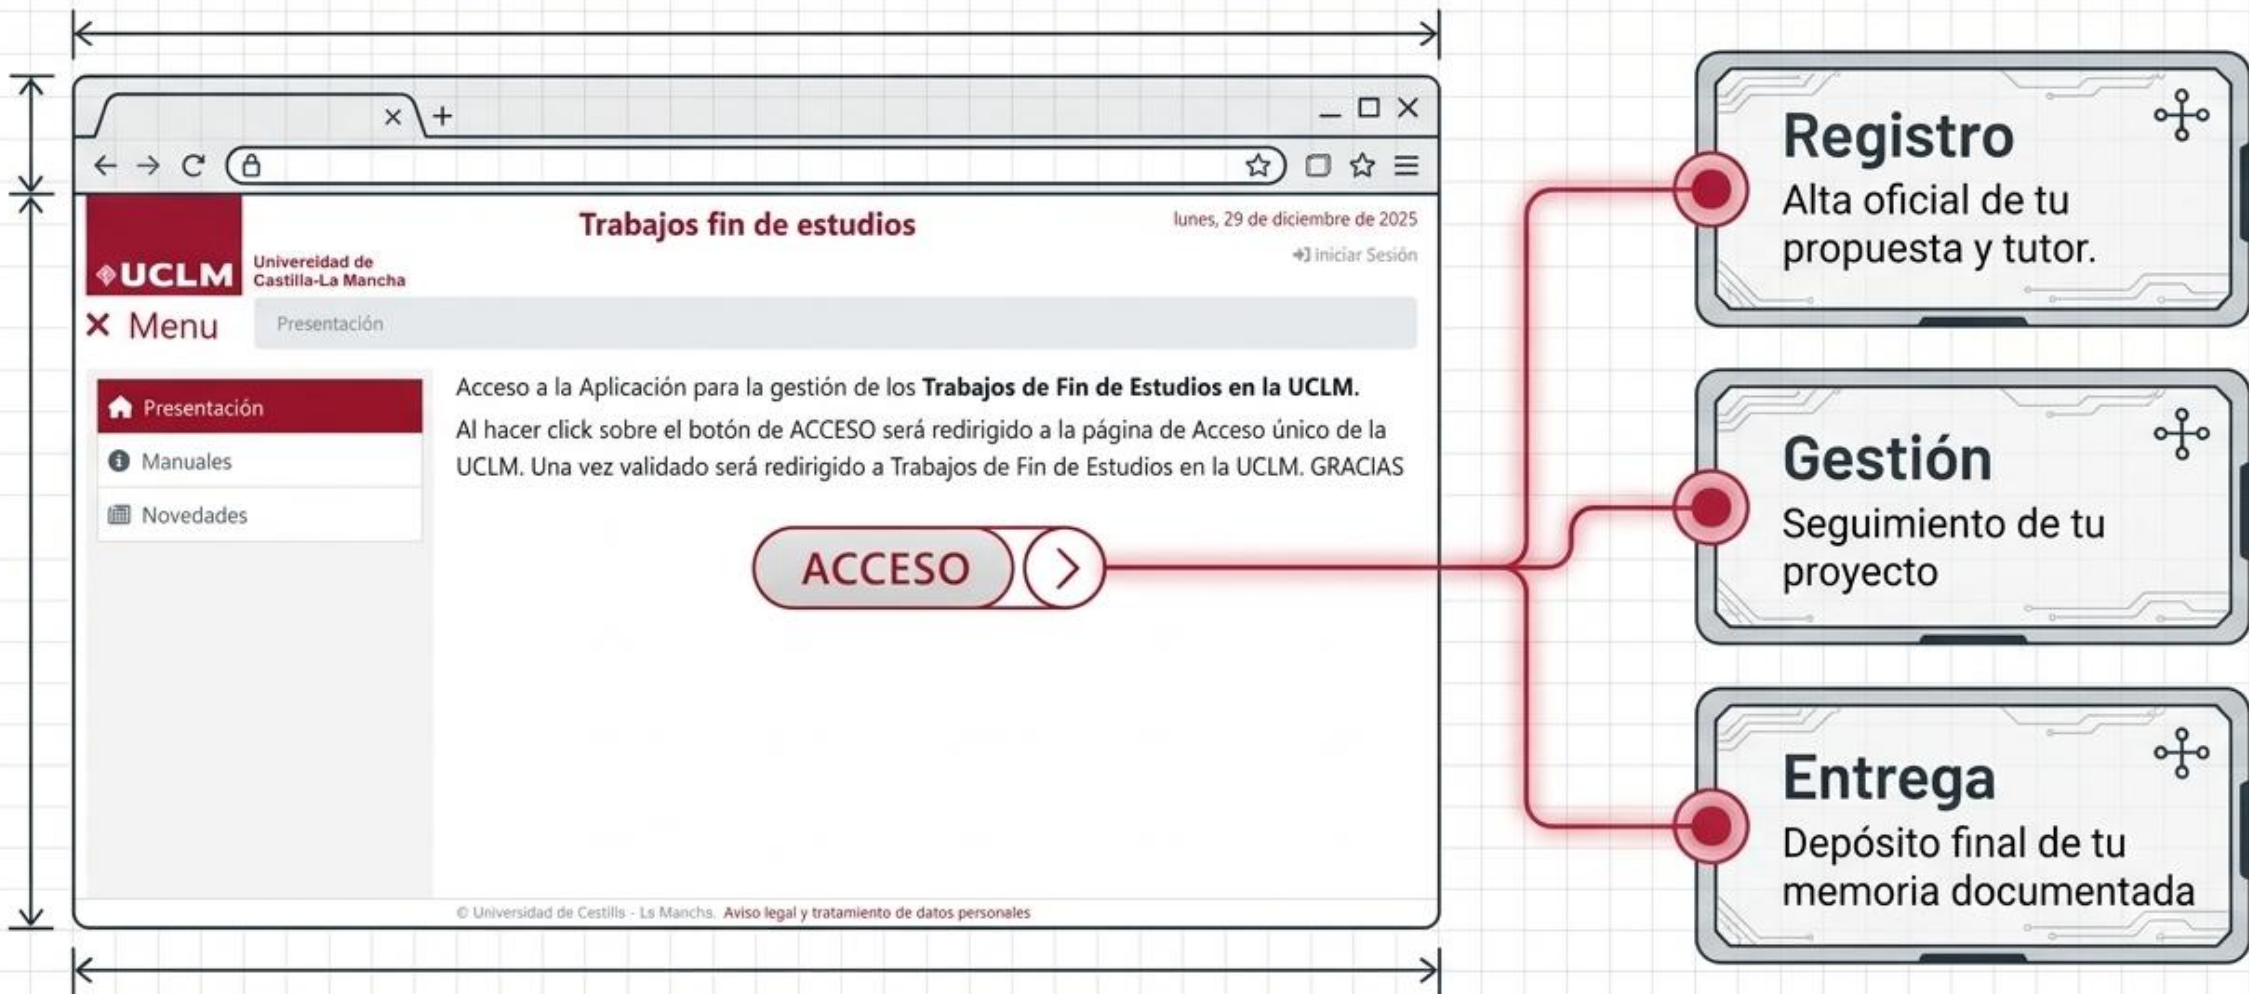 Trabajos fin de estudios
lunes, 29 de diciembre de 2025
Iniciar Sesión
UCLM
Univereidad de
Castilla-La Mancha
Menu
Presentación
Presentación
Manuales
Novedades
Acceso a la Aplicación para la gestión de los Trabajos de Fin de Estudios en la UCLM.
Al hacer click sobre el botón de ACCESO será redirigido a la página de Acceso único de la
UCLM. Una vez validado será redirigido a Trabajos de Fin de Estudios en la UCLM. GRACIAS
ACCESO
© Universidad de Cestills - Ls Manchs. Aviso legal y tratamiento de datos personales
Registro
Alta oficial de tu
propuesta y tutor.
Gestión
Seguimiento de tu
proyecto
Entrega
Depósito final de tu
memoria documentada